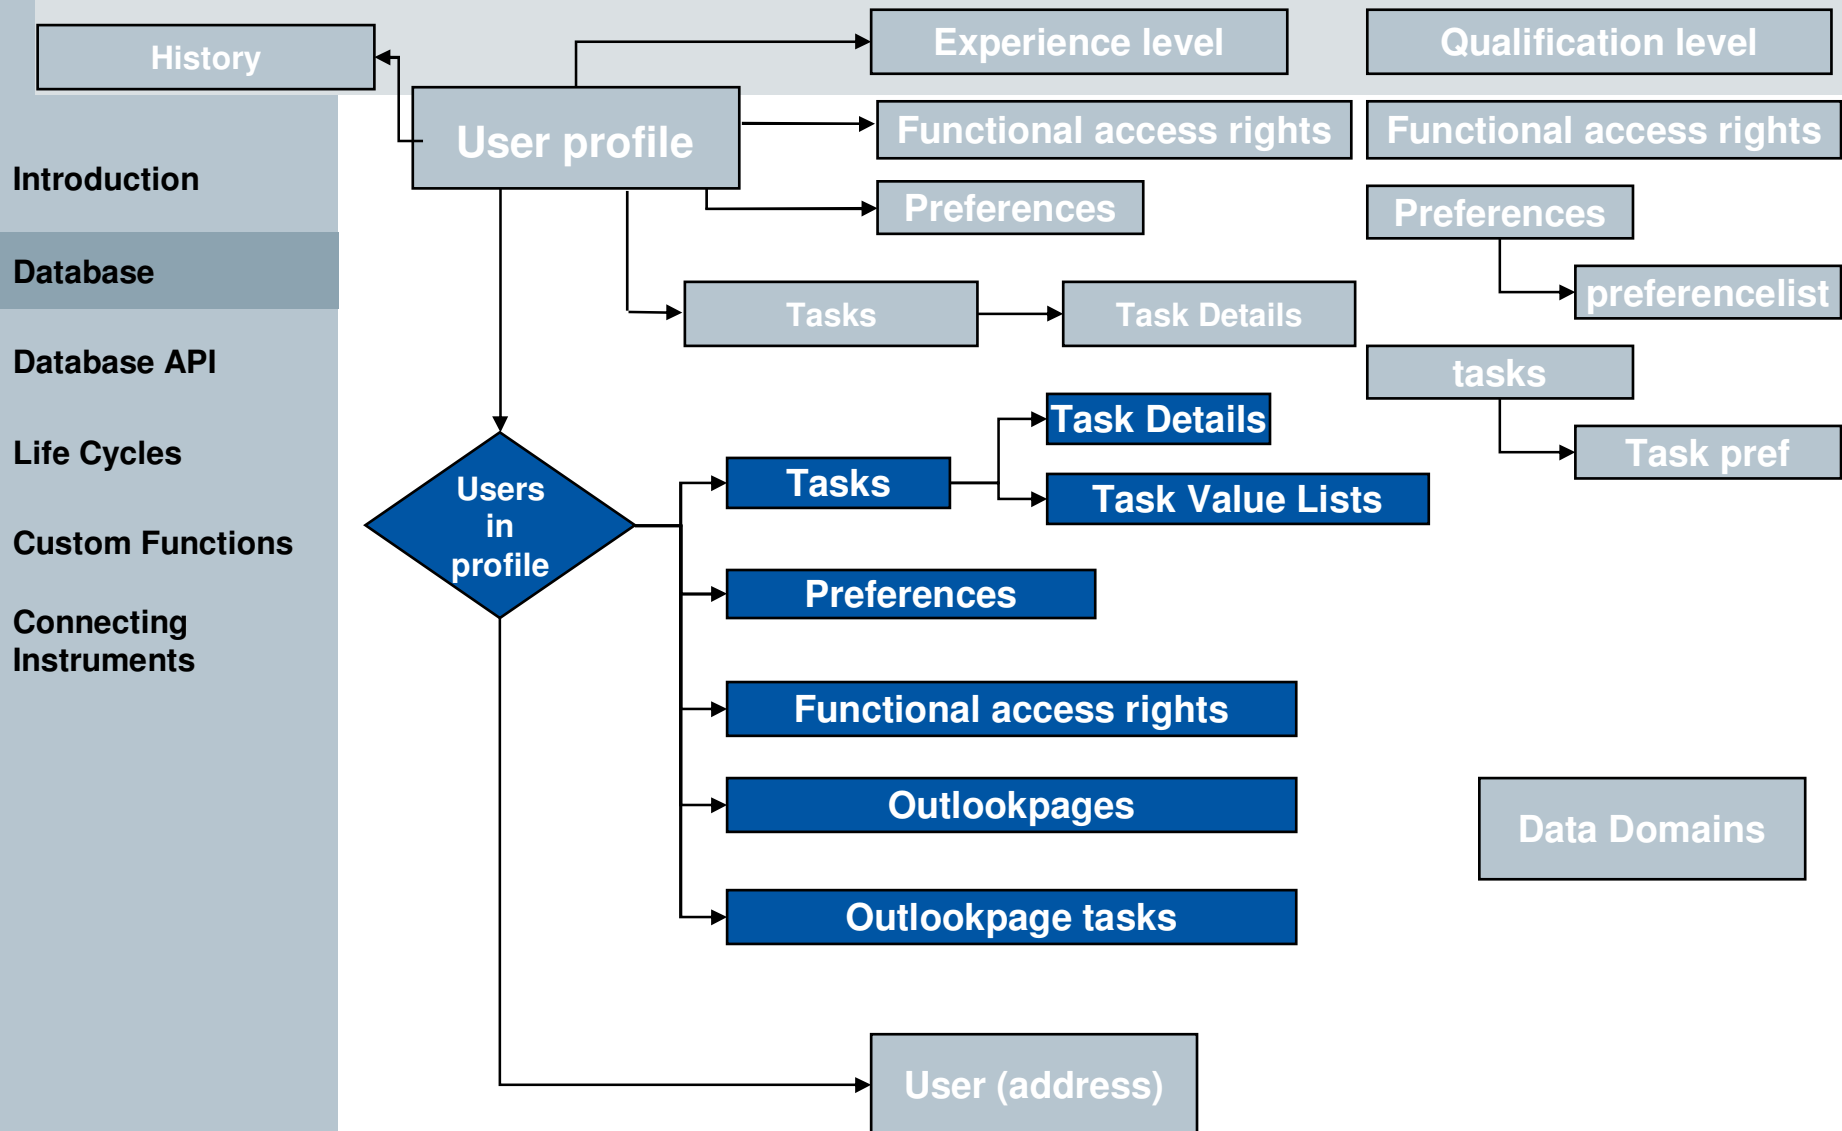 History
Experience level
Qualification level
User profile
Functional access rights
Functional access rights
Introduction
Preferences
Preferences
Database
preferencelist
Tasks
Task Details
Database API
tasks
Task Details
Life Cycles
Task pref
Users
in
profile
Tasks
Task Value Lists
Custom Functions
Preferences
Connecting
Instruments
Functional access rights
Outlookpages
Data Domains
Outlookpage tasks
User (address)